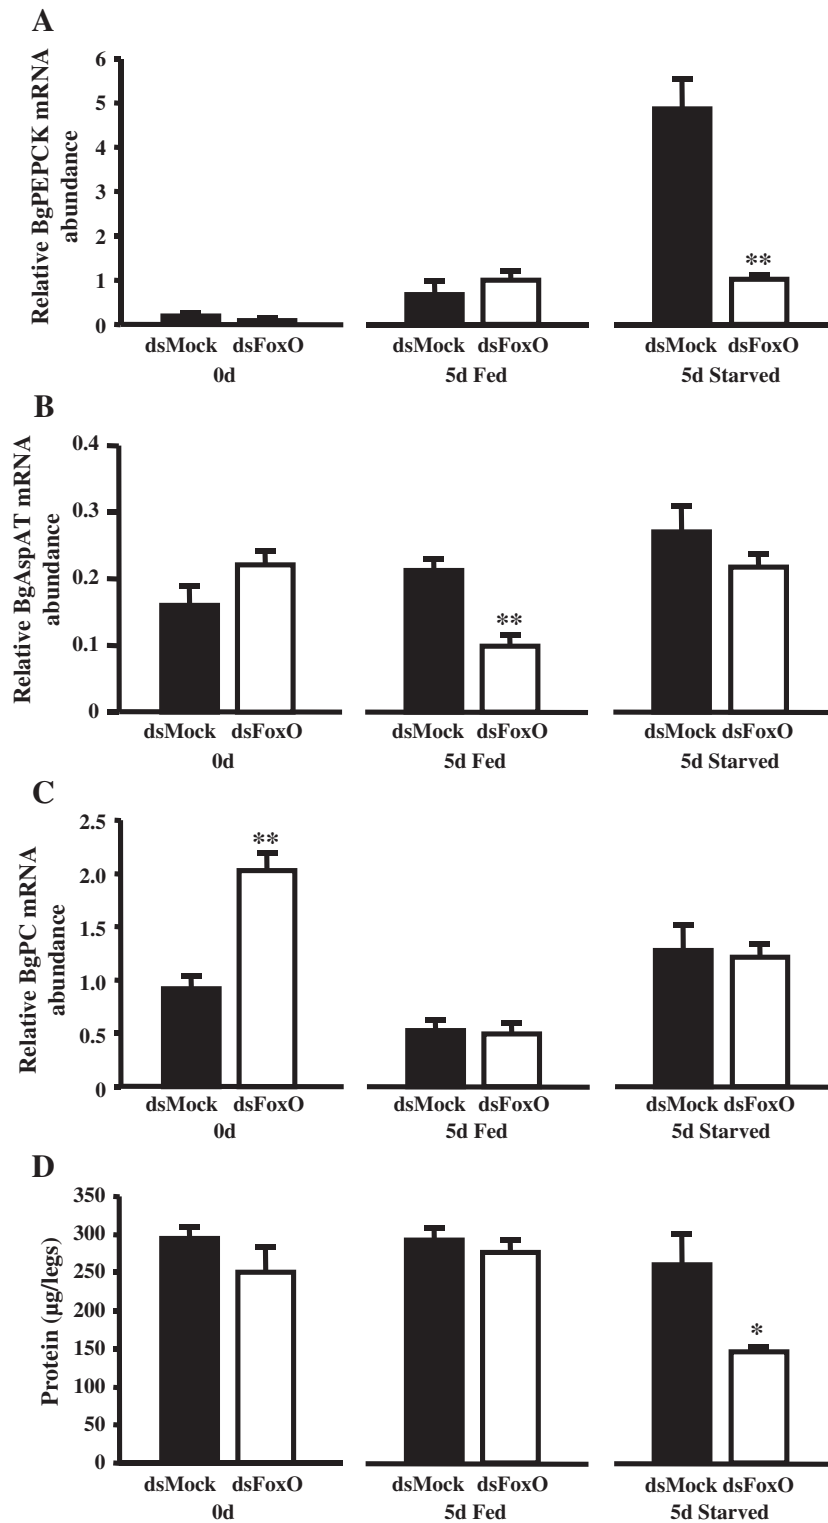 A
Relative BgPEPCK mRNA
abundance
6
5
4
3
2
1
0
**
dsMock dsFoxO
0d
dsMock dsFoxO
5d Fed
dsMock dsFoxO
5d Starved
B
Relative BgAspAT mRNA
abundance
0.4
0.3
0.2
0.1
0
**
dsMock dsFoxO
0d
dsMock dsFoxO
5d Fed
dsMock dsFoxO
5d Starved
C
Relative BgPC mRNA
abundance
2.5
2.0
1.5
1.0
0.5
0
**
dsMock dsFoxO
0d
dsMock dsFoxO
5d Fed
dsMock dsFoxO
5d Starved
D
Protein (µg/legs)
350
300
250
200
150
100
50
0
*
dsMock dsFoxO
0d
dsMock dsFoxO
5d Fed
dsMock dsFoxO
5d Starved